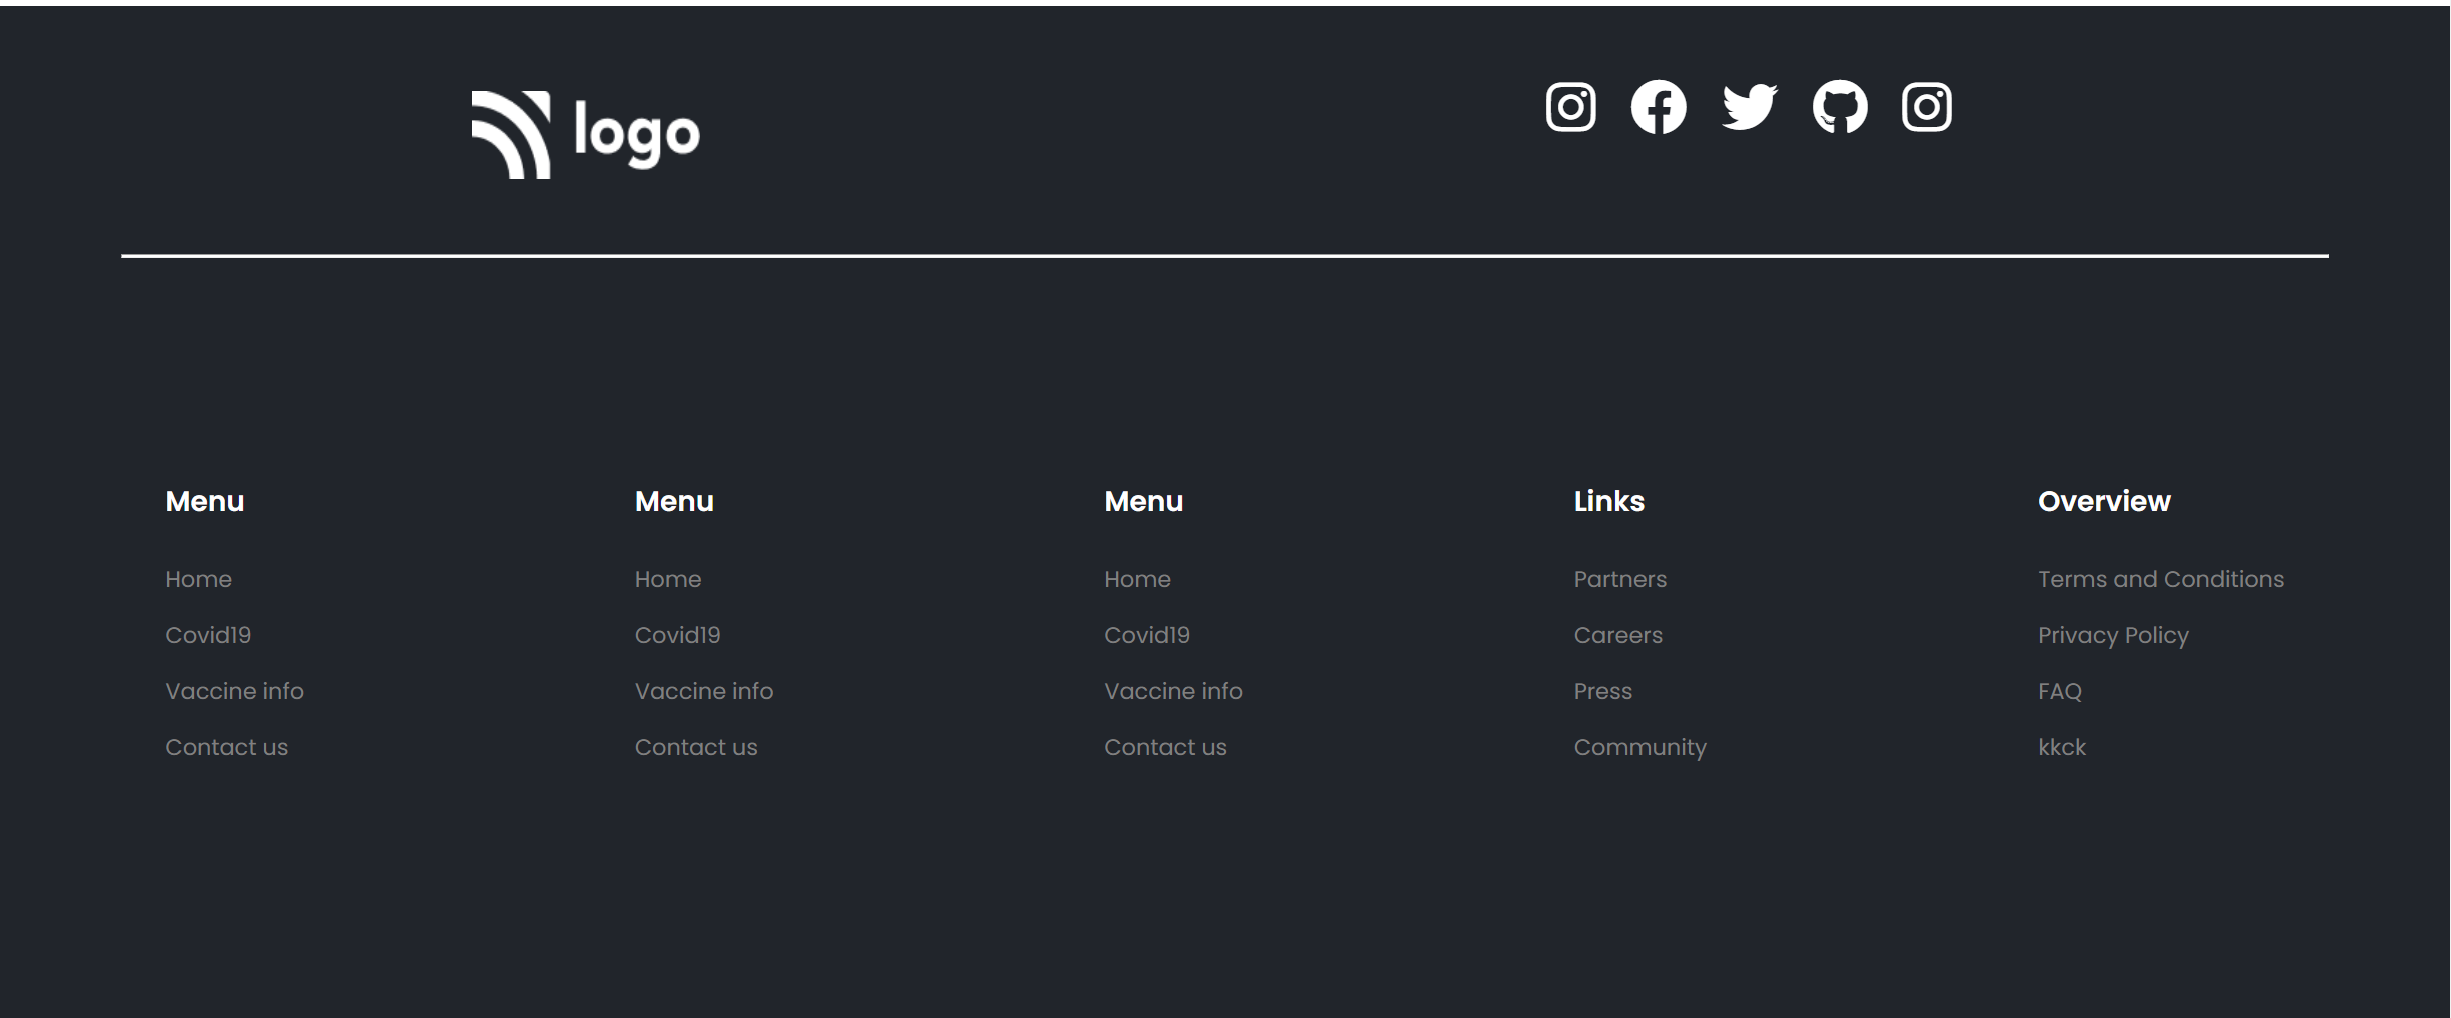 logo
Menu
Home
Covid19
Vaccine info
Contact us
Menu
Home
Covid19
Vaccine info
Contact us
Menu
Home
Covid19
Vaccine info
Contact us
Links
Partners
Careers
Press
Community
Overview
Terms and Conditions
Privacy Policy
FAQ
kkck